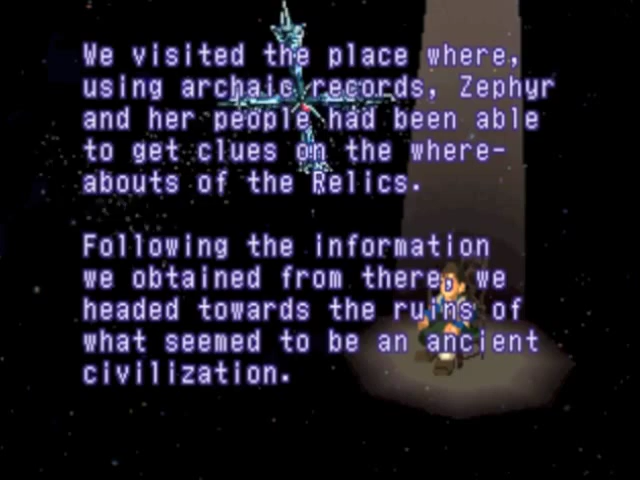 We visited the place where,
using archaic records, Zephyr
and her people had been able
to get clues on the where-
abouts of the Relics.
Following the information
we obtained from there, we
headed towards the ruins of
what seemed to be an ancient
civilization.